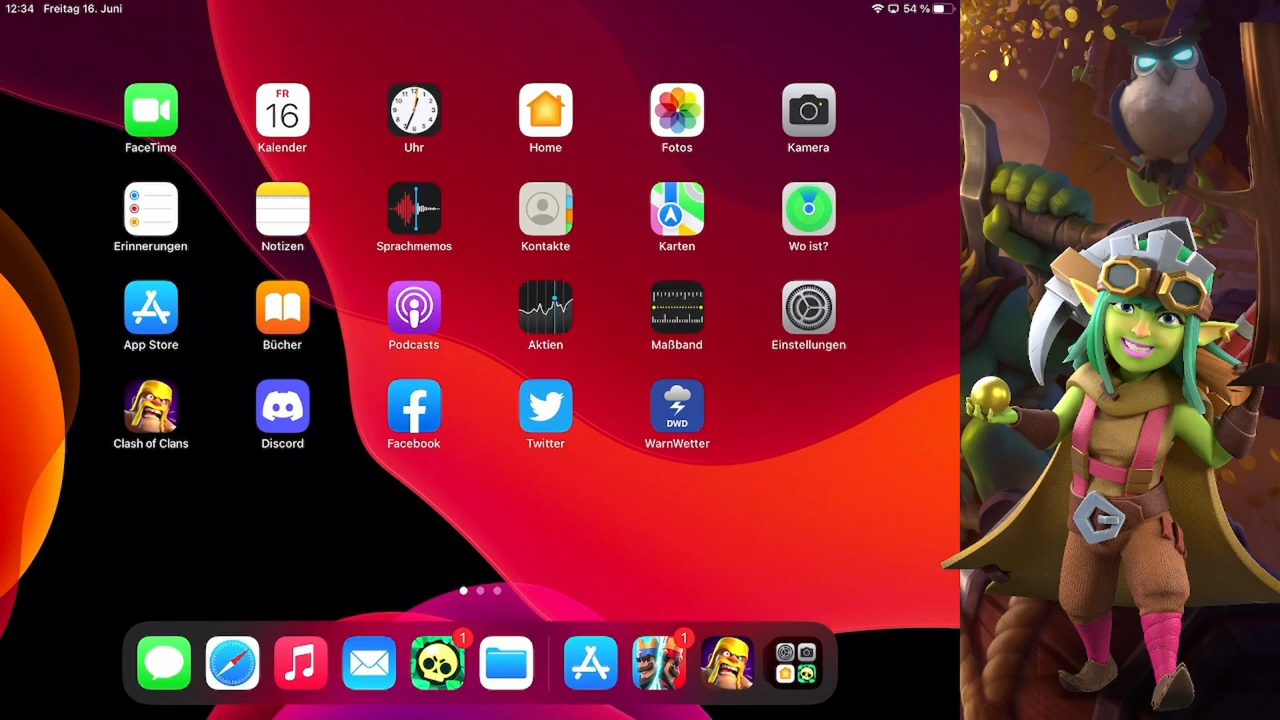 12:34 Freitag 16. Juni 54 %
FR
16
FaceTime Kalender Uhr Home Fotos Kamera
Erinnerungen Notizen Sprachmemos Kontakte Karten Wo ist?
App Store Bücher Podcasts Aktien Maßband Einstellungen
DWD
Clash of Clans Discord Facebook Twitter WarnWetter
1 1